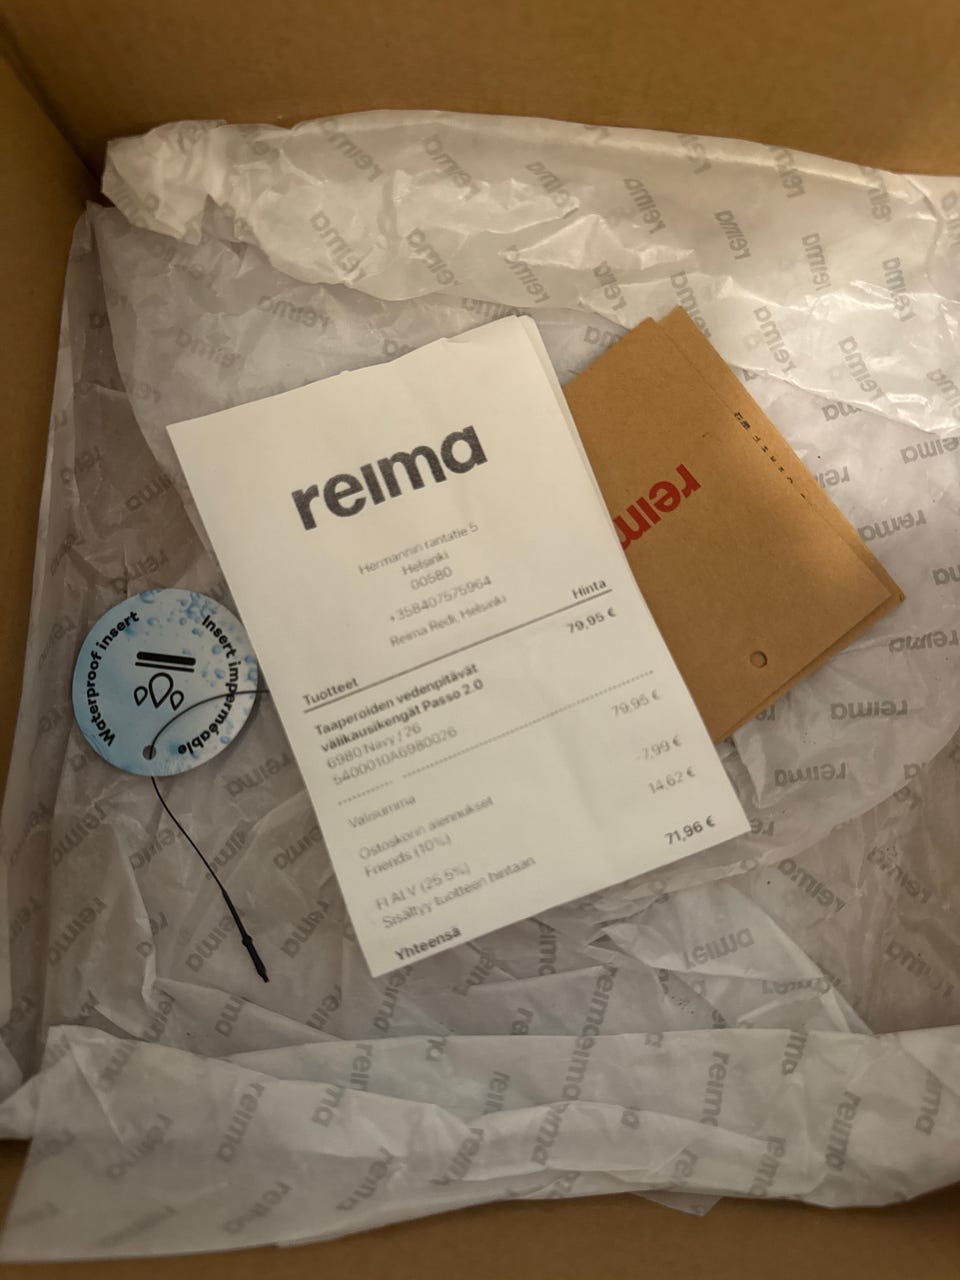 reima
Hermannin rantatie 5
Helsinki
00580
+358407575964
Reima Redi, Helsinki
Tuotteet Hinta
Taaperoiden vedenpitävät 79,95 €
välikausikengät Passo 2.0
6980 Navy / 26
5400010A6980026
Välisumma 79,95 €
Ostoskorin alennukset -7,99 €
Friends (10%)
FI ALV (25.5%) 14,62 €
Sisältyy tuotteen hintaan
Yhteensä 71,96 €
Waterproof insert
Insert imperméable
reima